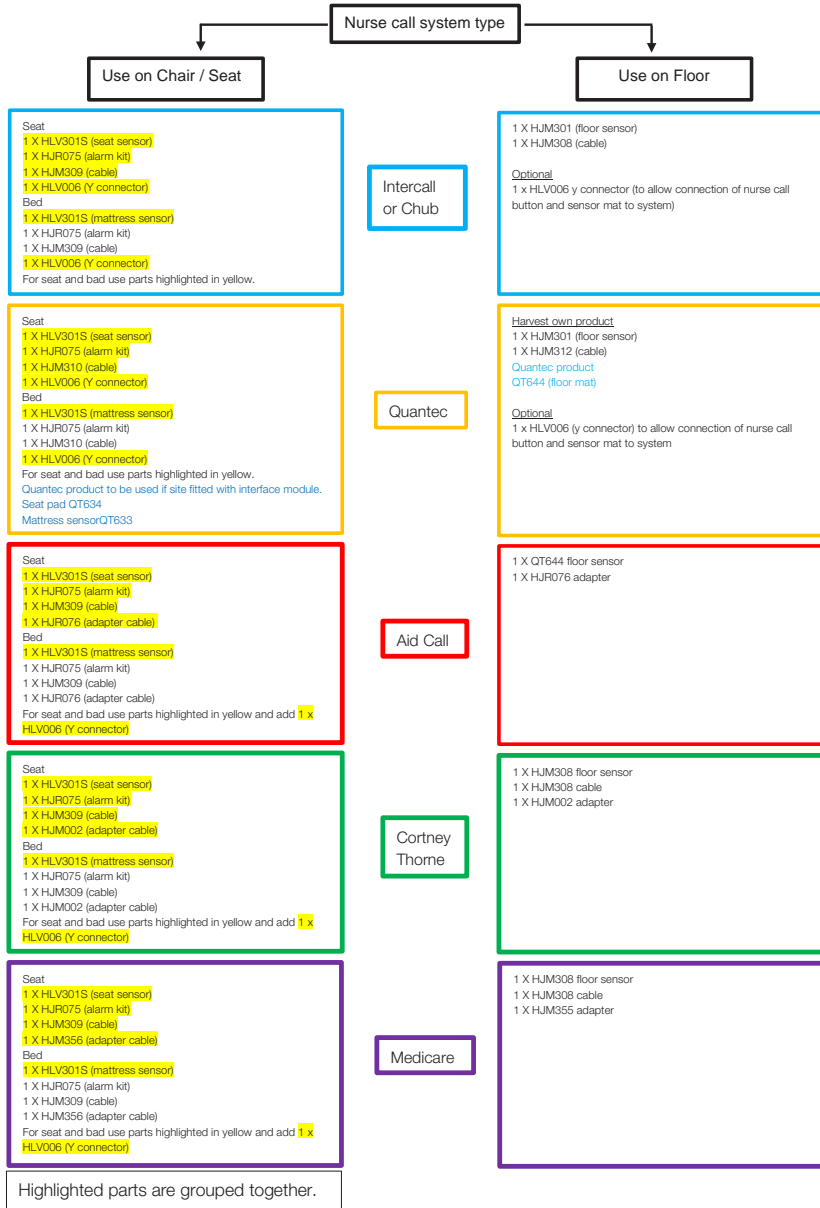 Nurse call system type
Use on Chair / Seat
Use on Floor
Seat
1 X HLV301S (seat sensor)
1 X HJR075 (alarm kit)
1 X HJM309 (cable)
1 X HLV006 (Y connector)
Bed
1 X HLV301S (mattress sensor)
1 X HJR075 (alarm kit)
1 X HJM309 (cable)
1 X HLV006 (Y connector)
For seat and bad use parts highlighted in yellow.
Intercall
or Chub
1 X HJM301 (floor sensor)
1 X HJM308 (cable)
Optional
1 x HLV006 y connector (to allow connection of nurse call
button and sensor mat to system)
Seat
1 X HLV301S (seat sensor)
1 X HJR075 (alarm kit)
1 X HJM310 (cable)
1 X HLV006 (Y connector)
Bed
1 X HLV301S (mattress sensor)
1 X HJR075 (alarm kit)
1 X HJM310 (cable)
1 X HLV006 (Y connector)
For seat and bad use parts highlighted in yellow.
Quantec product to be used if site fitted with interface module.
Seat pad QT634
Mattress sensorQT633
Quantec
Harvest own product
1 X HJM301 (floor sensor)
1 X HJM312 (cable)
Quantec product
QT644 (floor mat)
Optional
1 x HLV006 (y connector) to allow connection of nurse call
button and sensor mat to system
Seat
1 X HLV301S (seat sensor)
1 X HJR075 (alarm kit)
1 X HJM309 (cable)
1 X HJR076 (adapter cable)
Bed
1 X HLV301S (mattress sensor)
1 X HJR075 (alarm kit)
1 X HJM309 (cable)
1 X HJR076 (adapter cable)
For seat and bad use parts highlighted in yellow and add 1 x
HLV006 (Y connector)
Aid Call
1 X QT644 floor sensor
1 X HJR076 adapter
Seat
1 X HLV301S (seat sensor)
1 X HJR075 (alarm kit)
1 X HJM309 (cable)
1 X HJM002 (adapter cable)
Bed
1 X HLV301S (mattress sensor)
1 X HJR075 (alarm kit)
1 X HJM309 (cable)
1 X HJM002 (adapter cable)
For seat and bad use parts highlighted in yellow and add 1 x
HLV006 (Y connector)
Cortney
Thorne
1 X HJM308 floor sensor
1 X HJM308 cable
1 X HJM002 adapter
Seat
1 X HLV301S (seat sensor)
1 X HJR075 (alarm kit)
1 X HJM309 (cable)
1 X HJM356 (adapter cable)
Bed
1 X HLV301S (mattress sensor)
1 X HJR075 (alarm kit)
1 X HJM309 (cable)
1 X HJM356 (adapter cable)
For seat and bad use parts highlighted in yellow and add 1 x
HLV006 (Y connector)
Medicare
1 X HJM308 floor sensor
1 X HJM308 cable
1 X HJM355 adapter
Highlighted parts are grouped together.